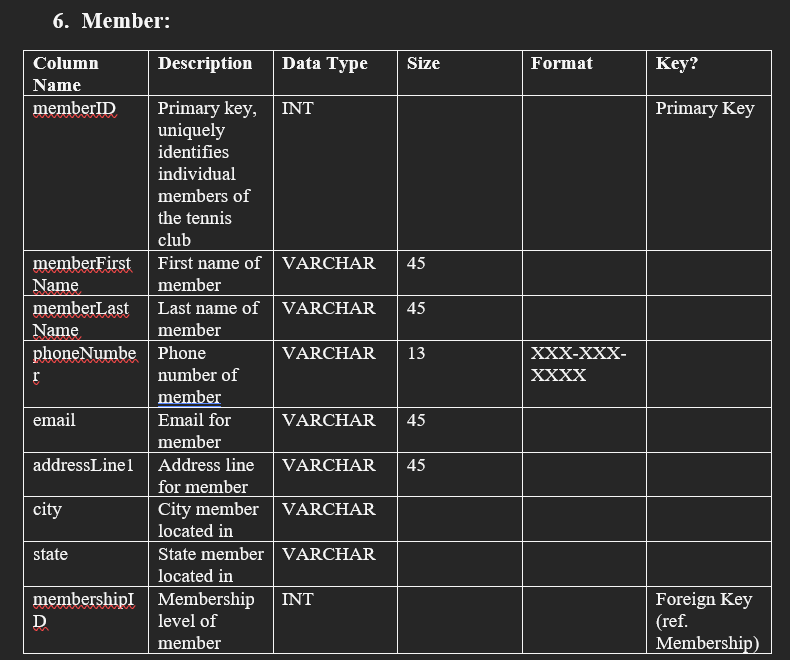 6. Member:
Column Name Description Data Type Size Format Key?
memberID Primary key, uniquely identifies individual members of the tennis club INT Primary Key
memberFirstName First name of member VARCHAR 45
memberLastName Last name of member VARCHAR 45
phoneNumber Phone number of member VARCHAR 13 XXX-XXX-XXXX
email Email for member VARCHAR 45
addressLine1 Address line for member VARCHAR 45
city City member located in VARCHAR
state State member located in VARCHAR
membershipID Membership level of member INT Foreign Key (ref. Membership)